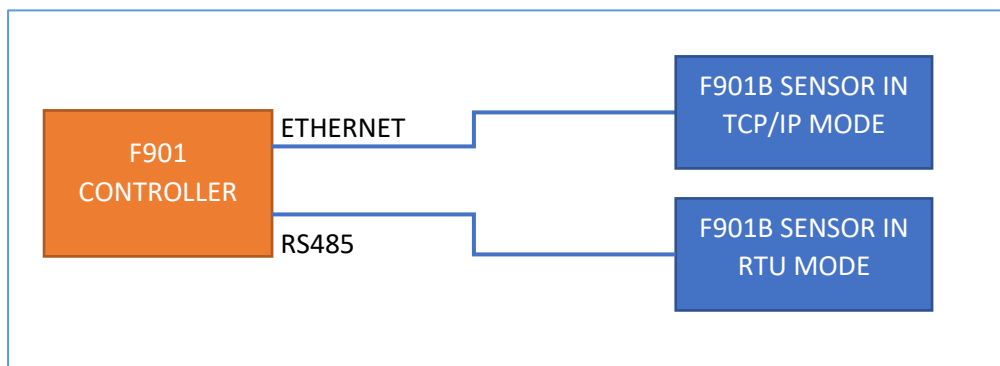 F901
CONTROLLER
ETHERNET
RS485
F901B SENSOR IN
TCP/IP MODE
F901B SENSOR IN
RTU MODE